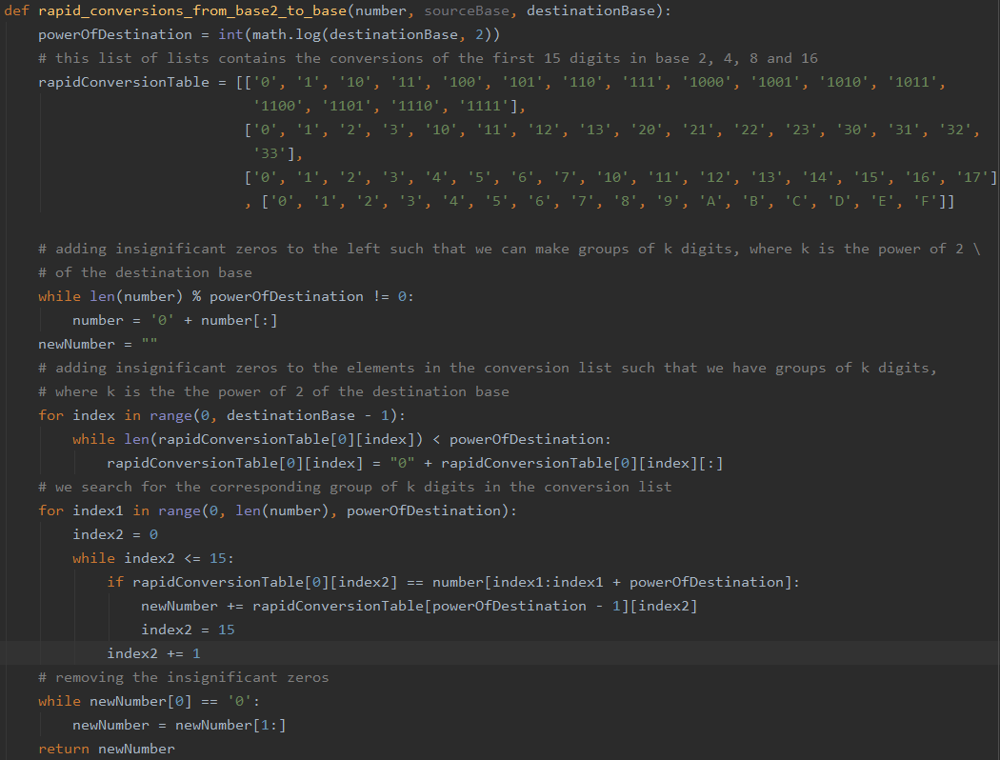 def rapid_conversions_from_base2_to_base(number, sourceBase, destinationBase):
    powerOfDestination = int(math.log(destinationBase, 2))
    # this list of lists contains the conversions of the first 15 digits in base 2, 4, 8 and 16
    rapidConversionTable = [['0', '1', '10', '11', '100', '101', '110', '111', '1000', '1001', '1010', '1011',
                             '1100', '1101', '1110', '1111'],
                            ['0', '1', '2', '3', '10', '11', '12', '13', '20', '21', '22', '23', '30', '31', '32',
                             '33'],
                            ['0', '1', '2', '3', '4', '5', '6', '7', '10', '11', '12', '13', '14', '15', '16', '17']
                            , ['0', '1', '2', '3', '4', '5', '6', '7', '8', '9', 'A', 'B', 'C', 'D', 'E', 'F']]
    # adding insignificant zeros to the left such that we can make groups of k digits, where k is the power of 2 \
    # of the destination base
    while len(number) % powerOfDestination != 0:
        number = '0' + number[:]
    newNumber = ""
    # adding insignificant zeros to the elements in the conversion list such that we have groups of k digits,
    # where k is the the power of 2 of the destination base
    for index in range(0, destinationBase - 1):
        while len(rapidConversionTable[0][index]) < powerOfDestination:
            rapidConversionTable[0][index] = "0" + rapidConversionTable[0][index][:]
    # we search for the corresponding group of k digits in the conversion list
    for index1 in range(0, len(number), powerOfDestination):
        index2 = 0
        while index2 <= 15:
            if rapidConversionTable[0][index2] == number[index1:index1 + powerOfDestination]:
                newNumber += rapidConversionTable[powerOfDestination - 1][index2]
                index2 = 15
            index2 += 1
    # removing the insignificant zeros
    while newNumber[0] == '0':
        newNumber = newNumber[1:]
    return newNumber